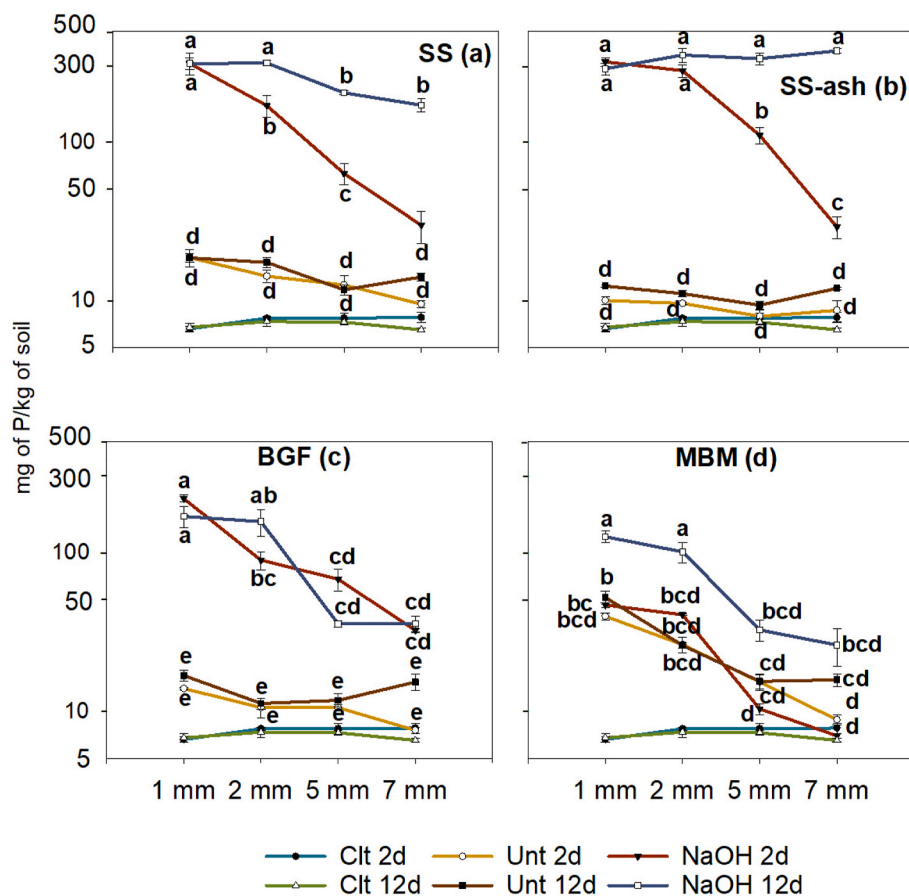 mg of P/kg of soil
500
300
100
50
10
5
SS (a)
a a
a b b
b
c
d d d d
d d d d
SS-ash (b)
a a a a
a a
b
c
d d d d
d d d d
500
300
100
50
10
5
BGF (c)
a ab
a bc cd cd
cd cd
e e e e
e e e
MBM (d)
a a
b
bc bcd bcd bcd
bcd bcd
bcd cd cd
cd d
d d
1 mm 2 mm 5 mm 7 mm
1 mm 2 mm 5 mm 7 mm
Clt 2d Unt 2d NaOH 2d
Clt 12d Unt 12d NaOH 12d